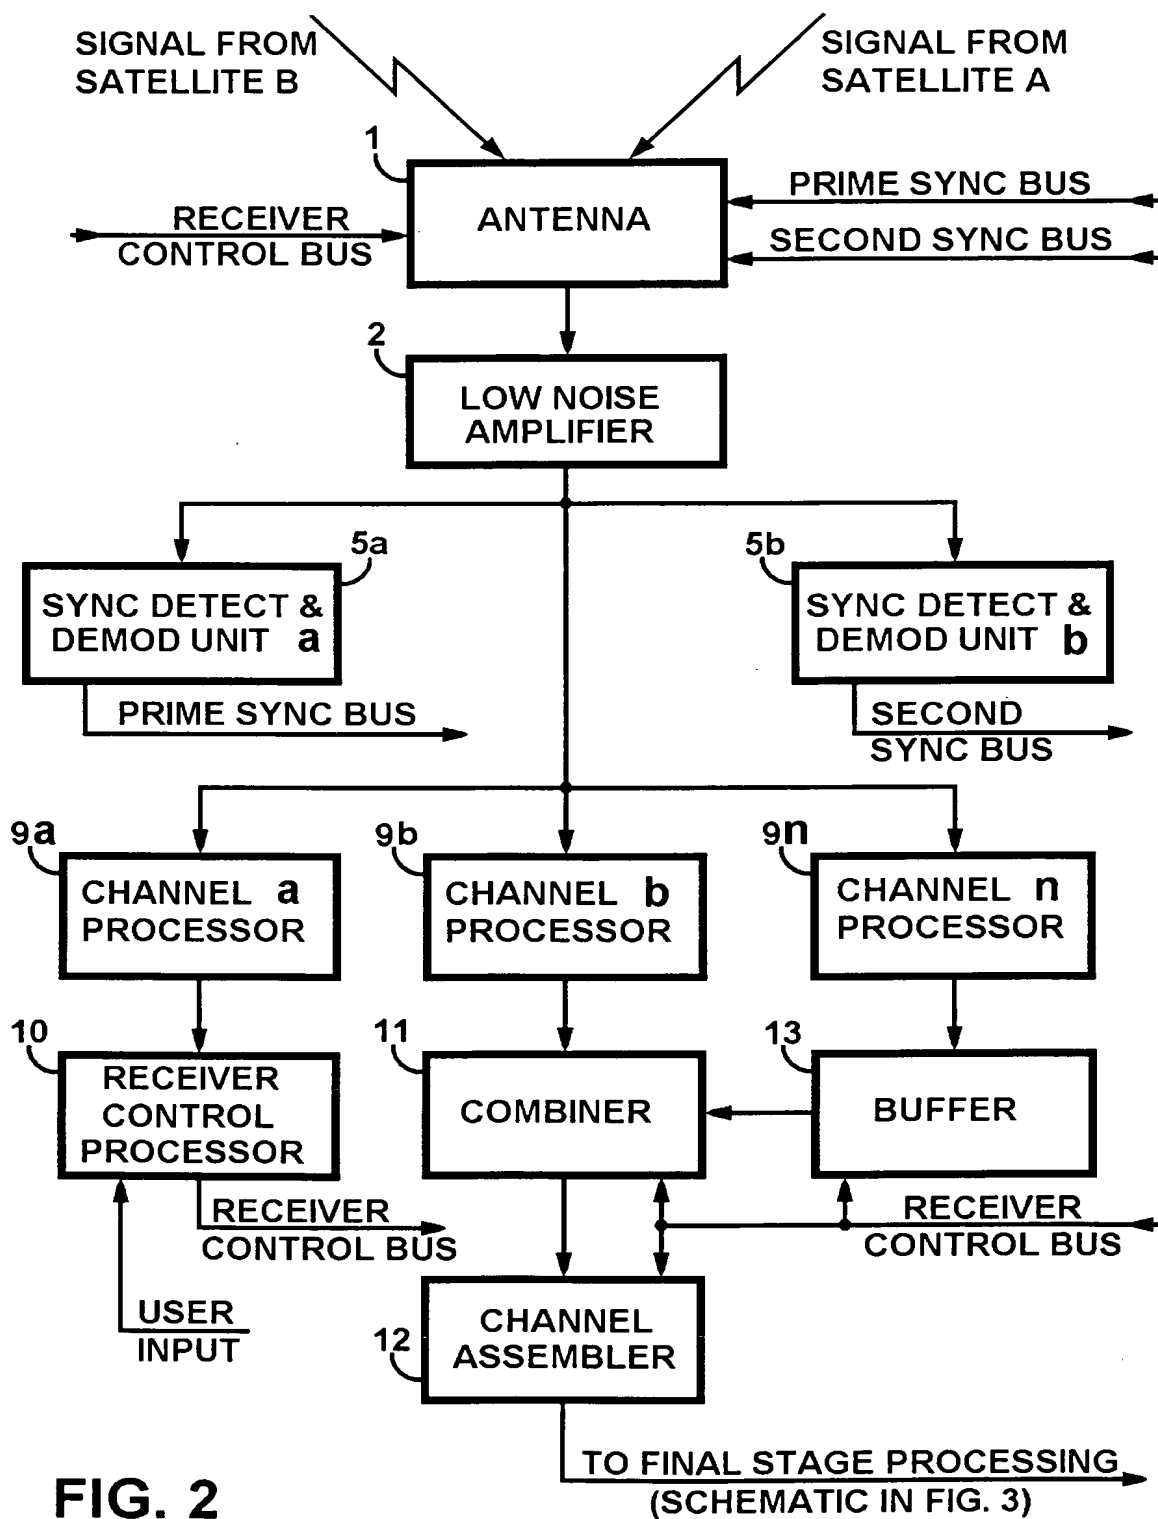 SIGNAL FROM
SATELLITE B
SIGNAL FROM
SATELLITE A
1
ANTENNA
RECEIVER
CONTROL BUS
PRIME SYNC BUS
SECOND SYNC BUS
2
LOW NOISE
AMPLIFIER
5a
SYNC DETECT &
DEMOD UNIT a
5b
SYNC DETECT &
DEMOD UNIT b
PRIME SYNC BUS
SECOND
SYNC BUS
9a
CHANNEL a
PROCESSOR
9b
CHANNEL b
PROCESSOR
9n
CHANNEL n
PROCESSOR
10
RECEIVER
CONTROL
PROCESSOR
11
COMBINER
13
BUFFER
RECEIVER
CONTROL BUS
RECEIVER
CONTROL BUS
USER
INPUT
12
CHANNEL
ASSEMBLER
TO FINAL STAGE PROCESSING
(SCHEMATIC IN FIG. 3)
FIG. 2